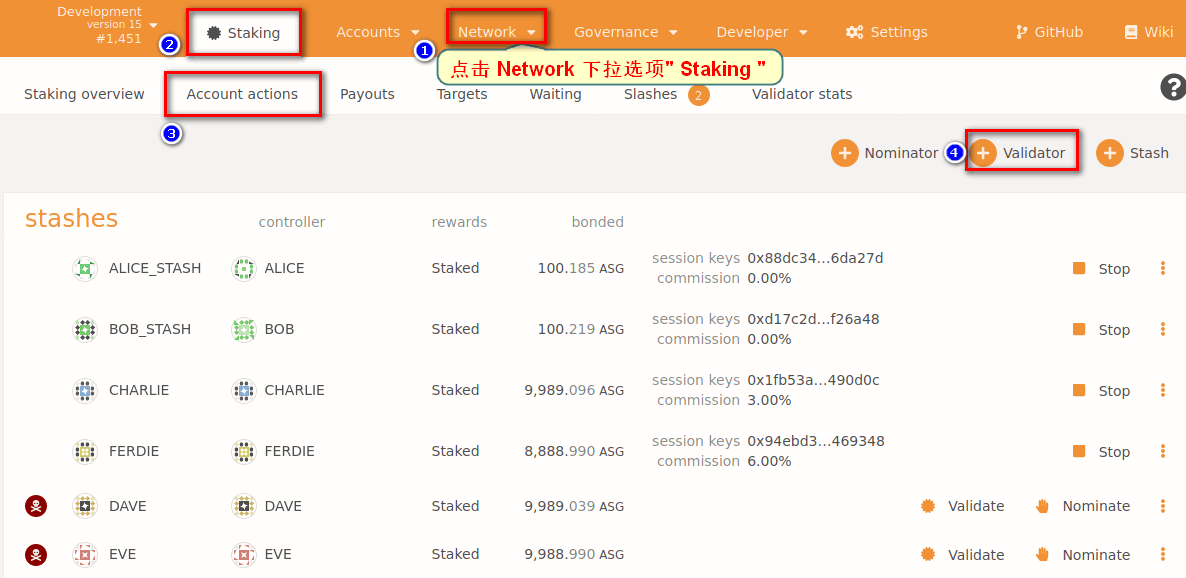 Development
version 15
#1,451
2
Staking
Accounts
1
Network
Governance
Developer
Settings
GitHub
Wiki
点击 Network 下拉选项" Staking "
Staking overview
Account actions
Payouts
Targets
Waiting
Slashes 2
Validator stats
?
3
Nominator
4
Validator
Stash
stashes controller rewards bonded
ALICE_STASH ALICE Staked 100.185 ASG session keys 0x88dc34...6da27d Stop
commission 0.00%
BOB_STASH BOB Staked 100.219 ASG session keys 0xd17c2d...f26a48 Stop
commission 0.00%
CHARLIE CHARLIE Staked 9,989.096 ASG session keys 0x1fb53a...490d0c Stop
commission 3.00%
FERDIE FERDIE Staked 8,888.990 ASG session keys 0x94ebd3...469348 Stop
commission 6.00%
DAVE DAVE Staked 9,989.039 ASG Validate Nominate
EVE EVE Staked 9,988.990 ASG Validate Nominate